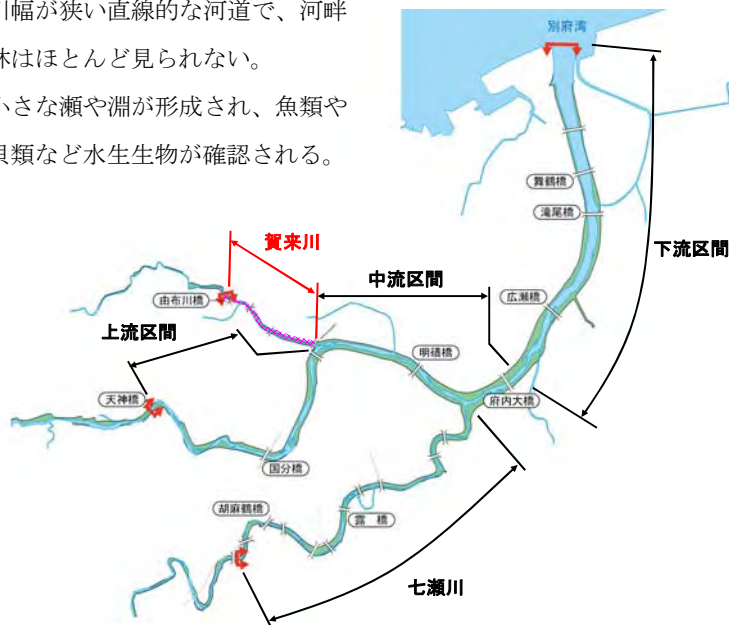 川幅が狭い直線的な河道で、河畔
林はほとんど見られない。
小さな瀬や淵が形成され、魚類や
貝類など水生生物が確認される。
別府湾
舞鶴橋
滝尾橋
下流区間
賀来川
中流区間
広瀬橋
由布川橋
上流区間
明磧橋
天神橋
府内大橋
国分橋
胡麻鶴橋
露 橋
七瀬川